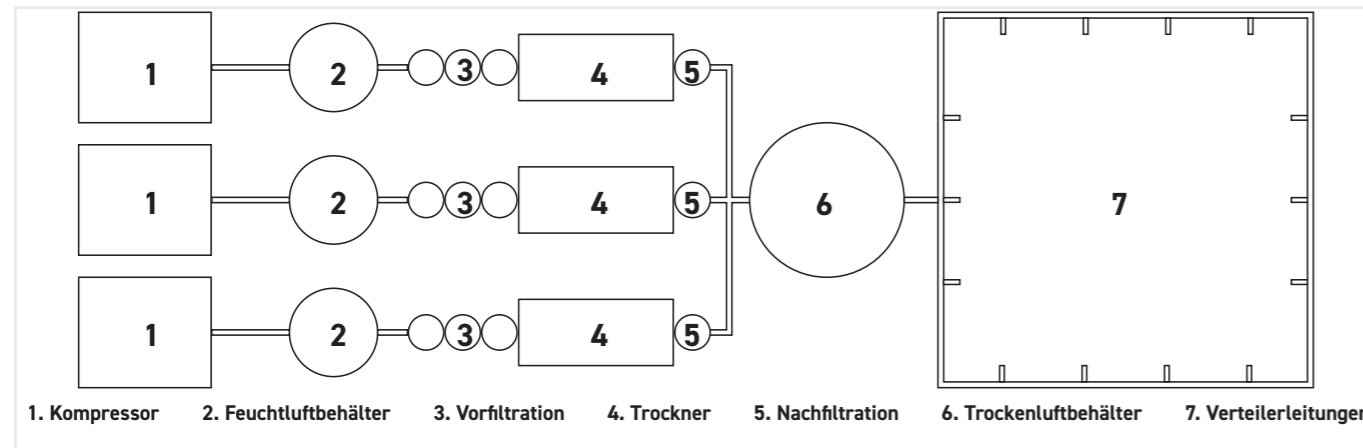 1 2 3 4 5
1 2 3 4 5 6 7
1 2 3 4 5
1. Kompressor 2. Feuchtluftbehälter 3. Vorfiltration 4. Trockner 5. Nachfiltration 6. Trockenluftbehälter 7. Verteilerleitungen